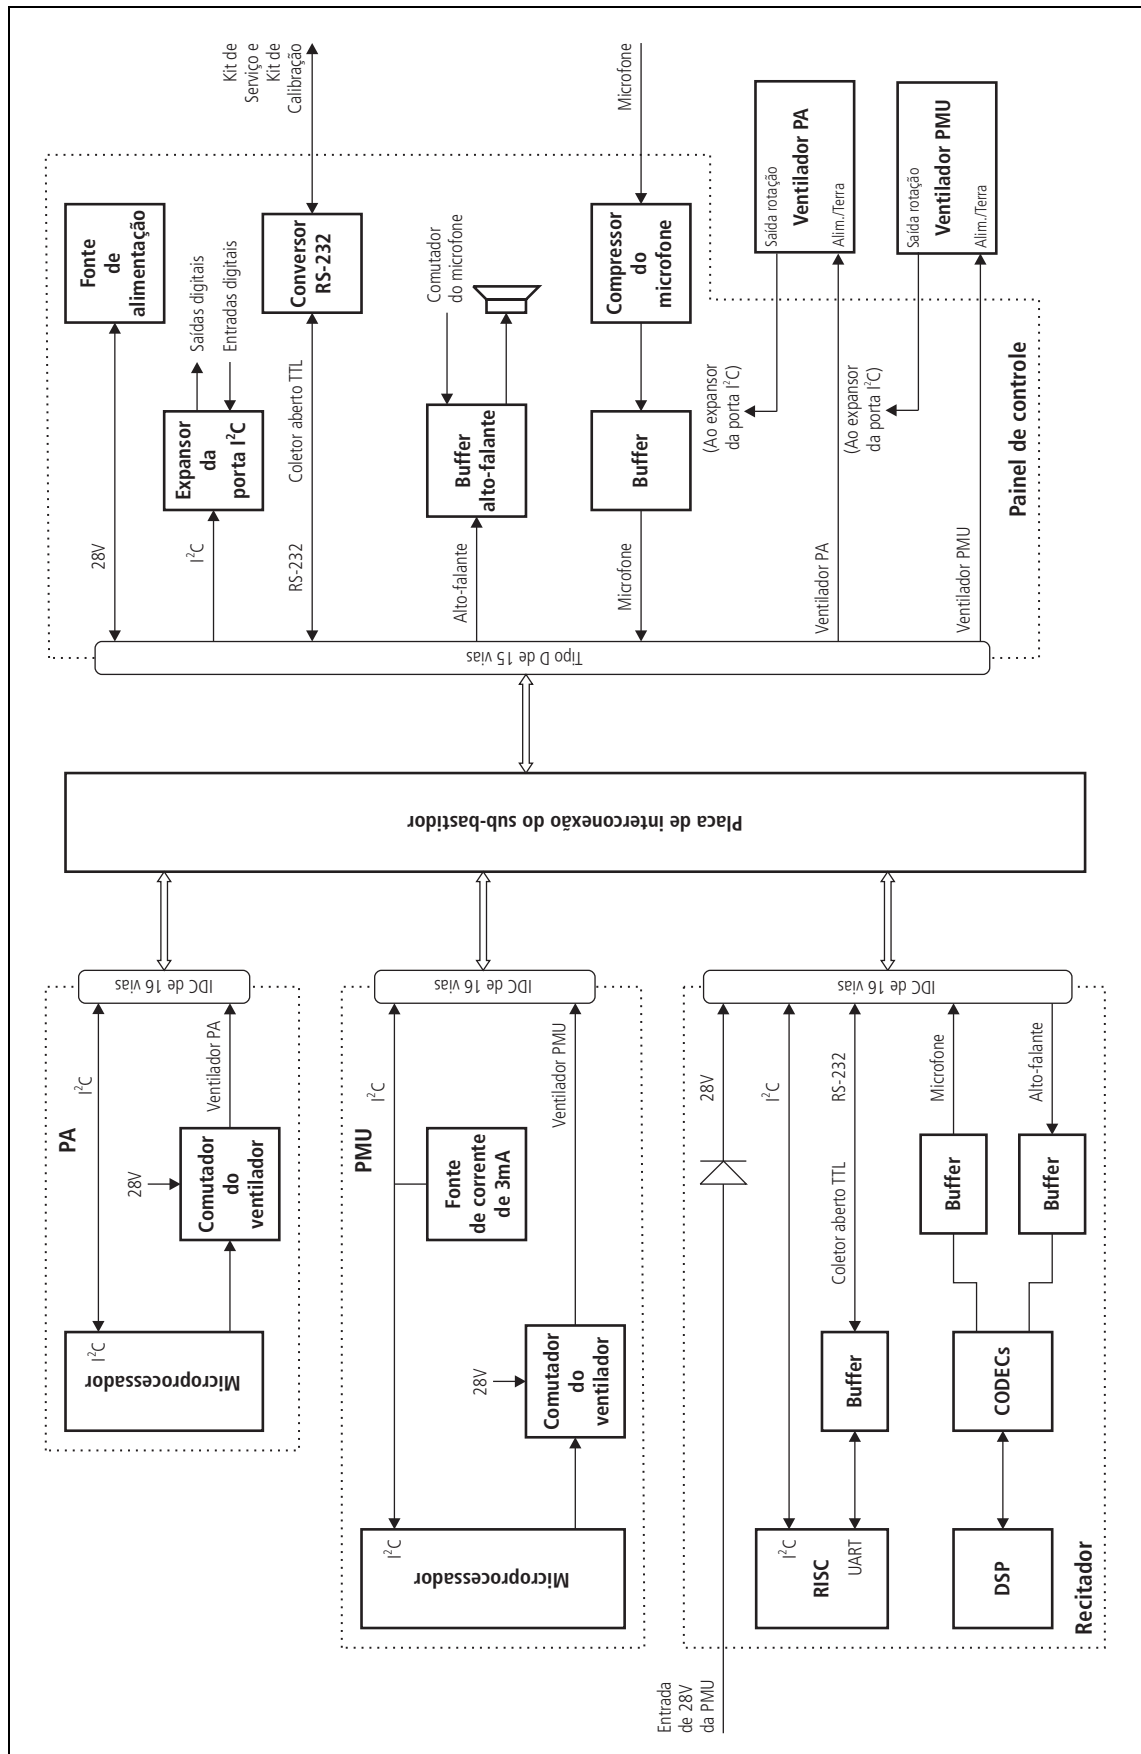 PA
I²C
Microprocessador
I²C
28V
Comutador
do
ventilador
Ventilador PA
IDC de 16 vias
PMU
I²C
Microprocessador
I²C
Fonte
de corrente
de 3mA
28V
Comutador
do
ventilador
Ventilador PMU
IDC de 16 vias
Entrada
de 28V
da PMU
28V
I²C
RISC
UART
I²C
Buffer
Coletor aberto TTL
RS-232
DSP
CODECs
Buffer
Microfone
Buffer
Alto-falante
IDC de 16 vias
Recitador
Placa de interconexão do sub-bastidor
Tipo D de 15 vias
28V
Fonte
de
alimentação
I²C
Expansor
da
porta I²C
Saídas digitais
Entradas digitais
RS-232
Coletor aberto TTL
Conversor
RS-232
Kit de
Serviço e
Kit de
Calibração
Alto-falante
Buffer
alto-falante
Comutador
do microfone
Microfone
Buffer
Compressor
do
microfone
Microfone
(Ao expansor
da porta I²C)
Ventilador PA
Saída rotação
Ventilador PA
Alim./Terra
(Ao expansor
da porta I²C)
Ventilador PMU
Saída rotação
Ventilador PMU
Alim./Terra
Painel de controle